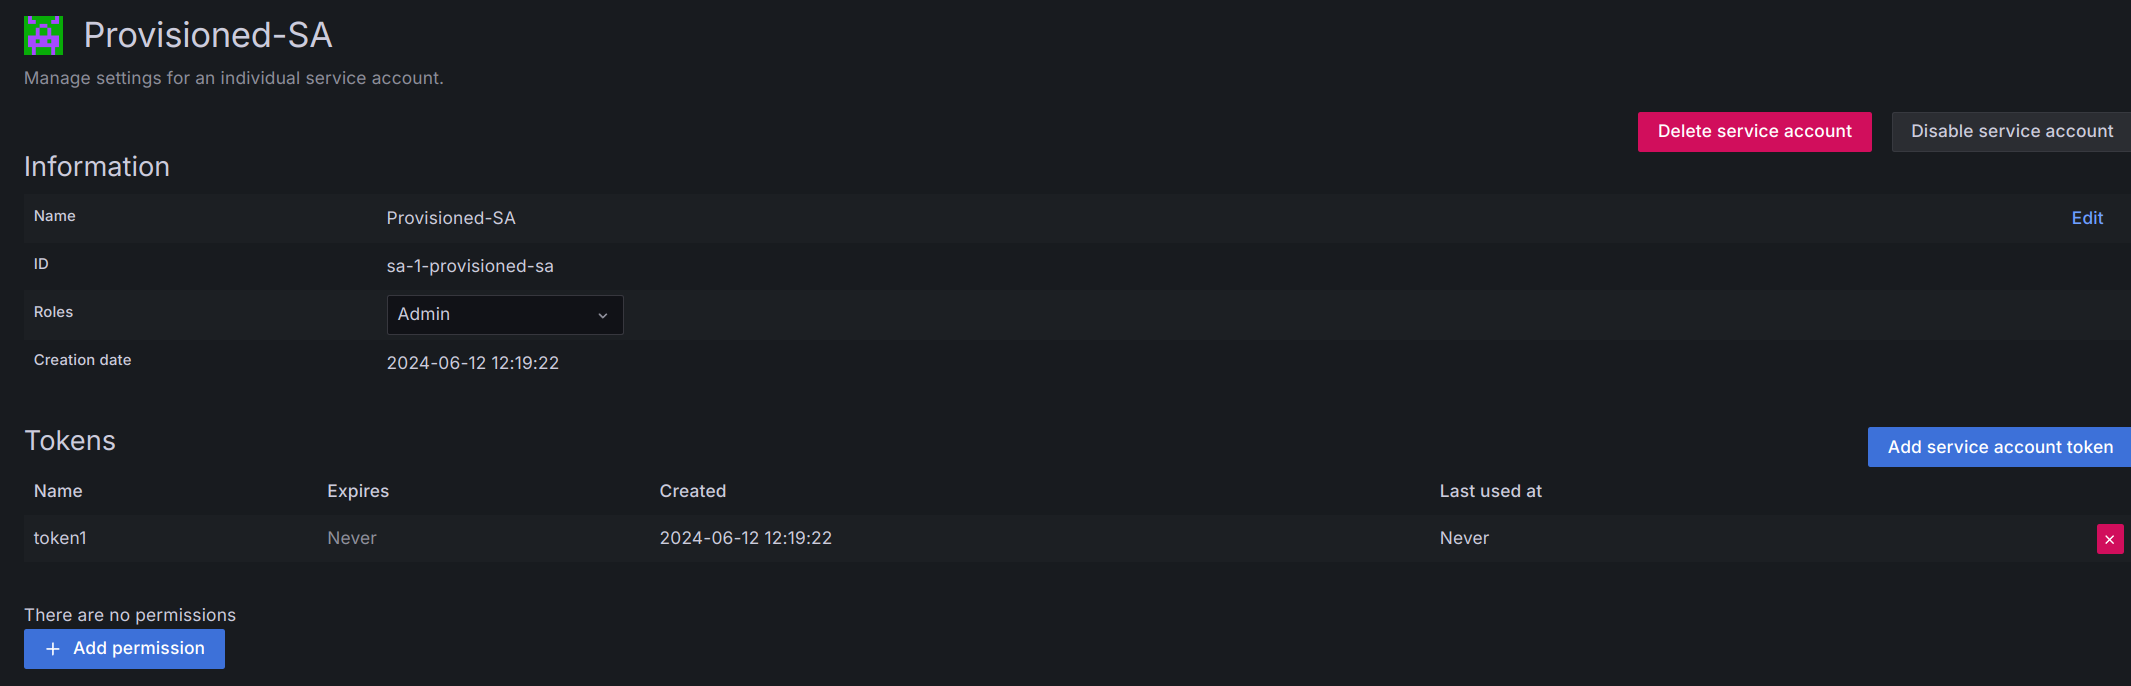 Provisioned-SA
Manage settings for an individual service account.
Delete service account Disable service account
Information
Name Provisioned-SA Edit
ID sa-1-provisioned-sa
Roles Admin
Creation date 2024-06-12 12:19:22
Tokens
Add service account token
Name Expires Created Last used at
token1 Never 2024-06-12 12:19:22 Never
There are no permissions
Add permission